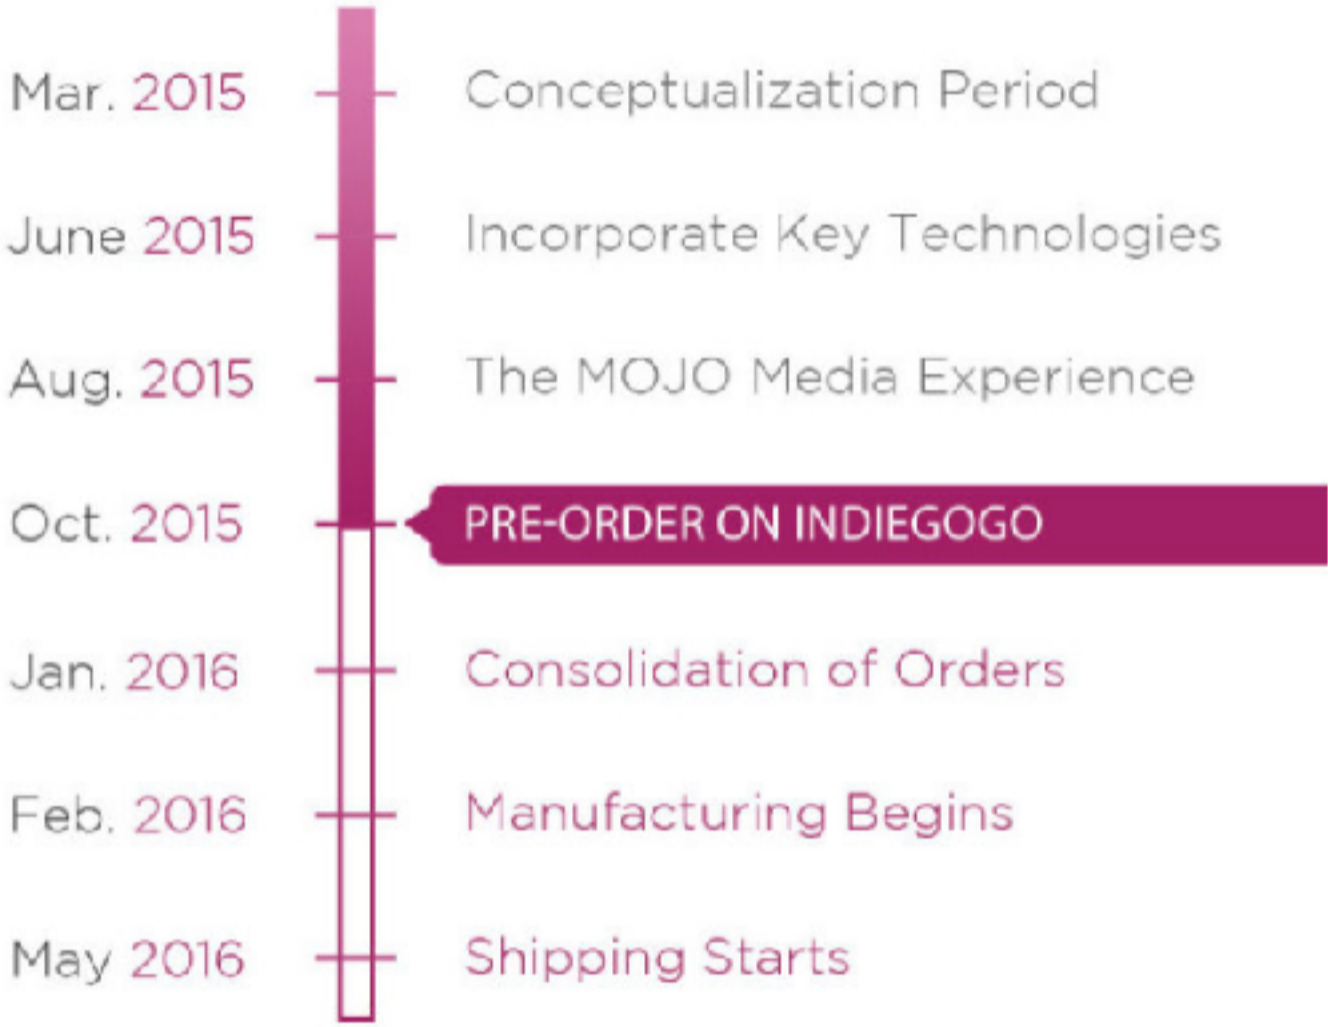 Mar. 2015 Conceptualization Period
June 2015 Incorporate Key Technologies
Aug. 2015 The MOJO Media Experience
Oct. 2015 PRE-ORDER ON INDIEGOGO
Jan. 2016 Consolidation of Orders
Feb. 2016 Manufacturing Begins
May 2016 Shipping Starts